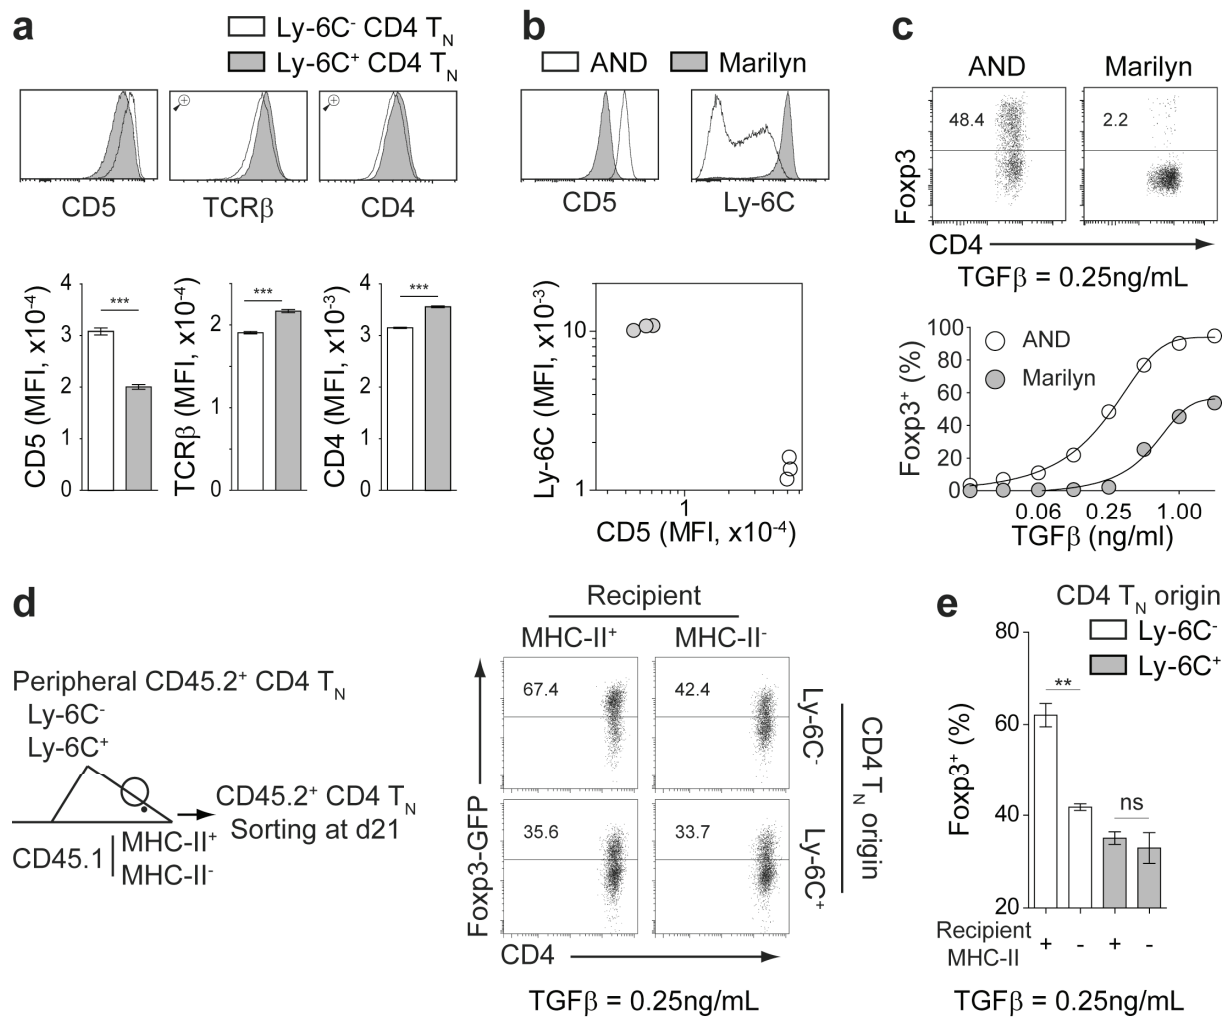 a
Ly-6C⁻ CD4 T_N
Ly-6C⁺ CD4 T_N
CD5
TCRβ
CD4
CD5 (MFI, x10⁻⁴)
4
3
2
1
0
***
TCRβ (MFI, x10⁻⁴)
2
1
0
***
CD4 (MFI, x10⁻³)
4
3
2
1
0
***
b
AND
Marilyn
CD5
Ly-6C
Ly-6C (MFI, x10⁻³)
10
1
1
CD5 (MFI, x10⁻⁴)
c
AND
Marilyn
48.4
2.2
Foxp3
CD4
TGFβ = 0.25ng/mL
Foxp3⁺ (%)
100
80
60
40
20
0
AND
Marilyn
0.06
0.25
1.00
TGFβ (ng/ml)
d
Peripheral CD45.2⁺ CD4 T_N
Ly-6C⁻
Ly-6C⁺
CD45.1
MHC-II⁺
MHC-II⁻
CD45.2⁺ CD4 T_N
Sorting at d21
Recipient
MHC-II⁺
MHC-II⁻
67.4
42.4
35.6
33.7
Ly-6C⁻
Ly-6C⁺
CD4 T_N origin
Foxp3-GFP
CD4
TGFβ = 0.25ng/mL
e
CD4 T_N origin
Ly-6C⁻
Ly-6C⁺
Foxp3⁺ (%)
80
60
40
20
**
ns
Recipient
MHC-II
+ - + -
TGFβ = 0.25ng/mL